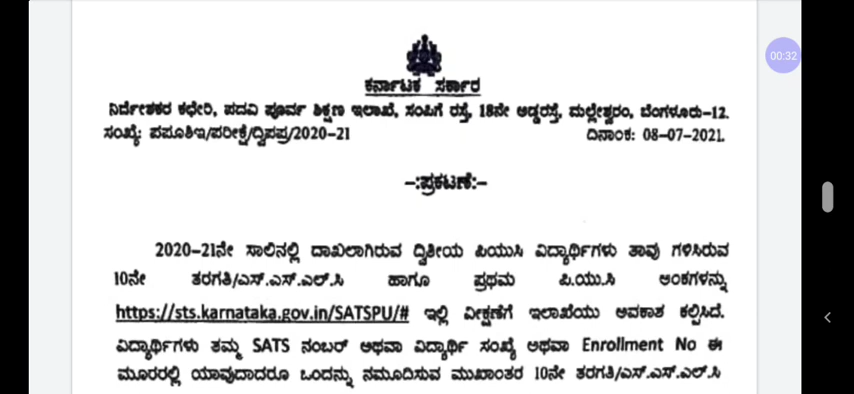 00:32
ಕರ್ನಾಟಕ ಸರ್ಕಾರ
ನಿರ್ದೇಶಕರ ಕಛೇರಿ, ಪದವಿ ಪೂರ್ವ ಶಿಕ್ಷಣ ಇಲಾಖೆ, ಸಂಪಿಗೆ ರಸ್ತೆ, 18ನೇ ಅಡ್ಡರಸ್ತೆ, ಮಲ್ಲೇಶ್ವರಂ, ಬೆಂಗಳೂರು-12.
ಸಂಖ್ಯೆ: ಪಪೂಶಿಇ/ಪರೀಕ್ಷೆ/ದ್ವಿಪಪ್ರ/2020-21 ದಿನಾಂಕ: 08-07-2021.
-:ಪ್ರಕಟಣೆ:-
2020-21ನೇ ಸಾಲಿನಲ್ಲಿ ದಾಖಲಾಗಿರುವ ದ್ವಿತೀಯ ಪಿಯುಸಿ ವಿದ್ಯಾರ್ಥಿಗಳು ತಾವು ಗಳಿಸಿರುವ
10ನೇ ತರಗತಿ/ಎಸ್.ಎಸ್.ಎಲ್.ಸಿ ಹಾಗೂ ಪ್ರಥಮ ಪಿ.ಯು.ಸಿ ಅಂಕಗಳನ್ನು
https://sts.karnataka.gov.in/SATSPU/# ಇಲ್ಲಿ ವೀಕ್ಷಣೆಗೆ ಇಲಾಖೆಯು ಅವಕಾಶ ಕಲ್ಪಿಸಿದೆ.
ವಿದ್ಯಾರ್ಥಿಗಳು ತಮ್ಮ SATS ನಂಬರ್ ಅಥವಾ ವಿದ್ಯಾರ್ಥಿ ಸಂಖ್ಯೆ ಅಥವಾ Enrollment No ಈ
ಮೂರರಲ್ಲಿ ಯಾವುದಾದರೂ ಒಂದನ್ನು ನಮೂದಿಸುವ ಮುಖಾಂತರ 10ನೇ ತರಗತಿ/ಎಸ್.ಎಸ್.ಎಲ್.ಸಿ